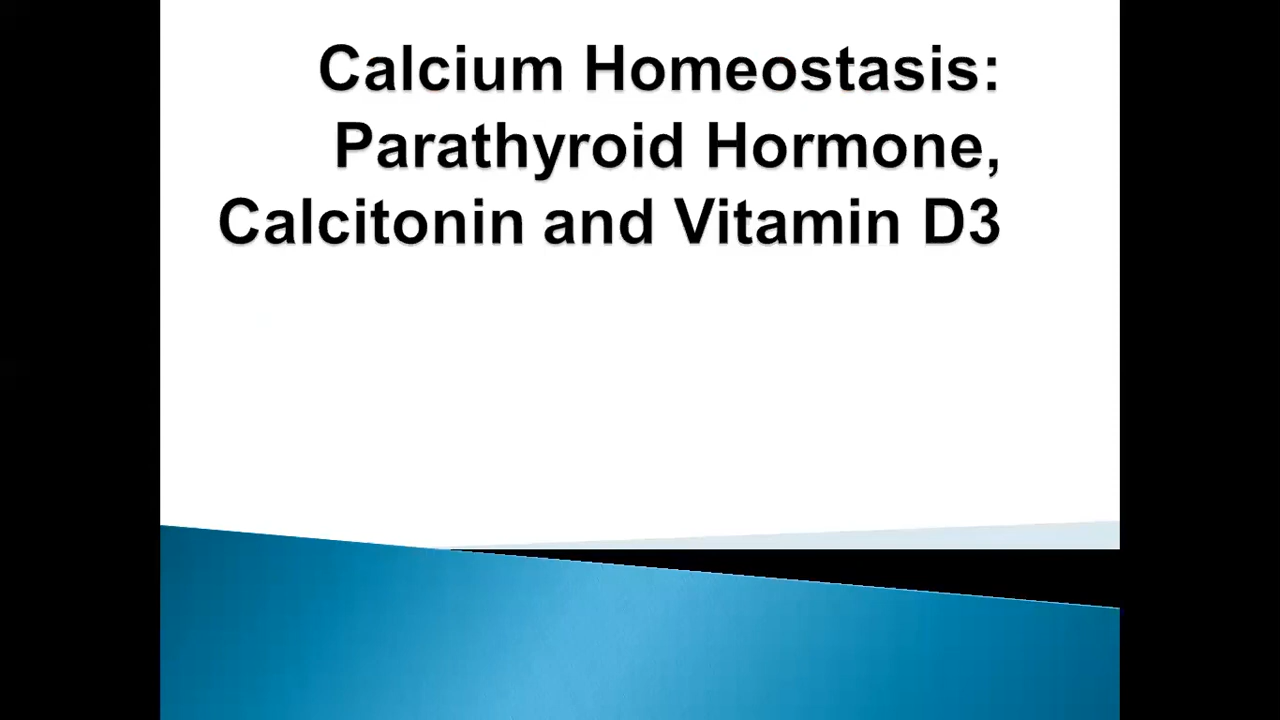 Calcium Homeostasis:
Parathyroid Hormone,
Calcitonin and Vitamin D3